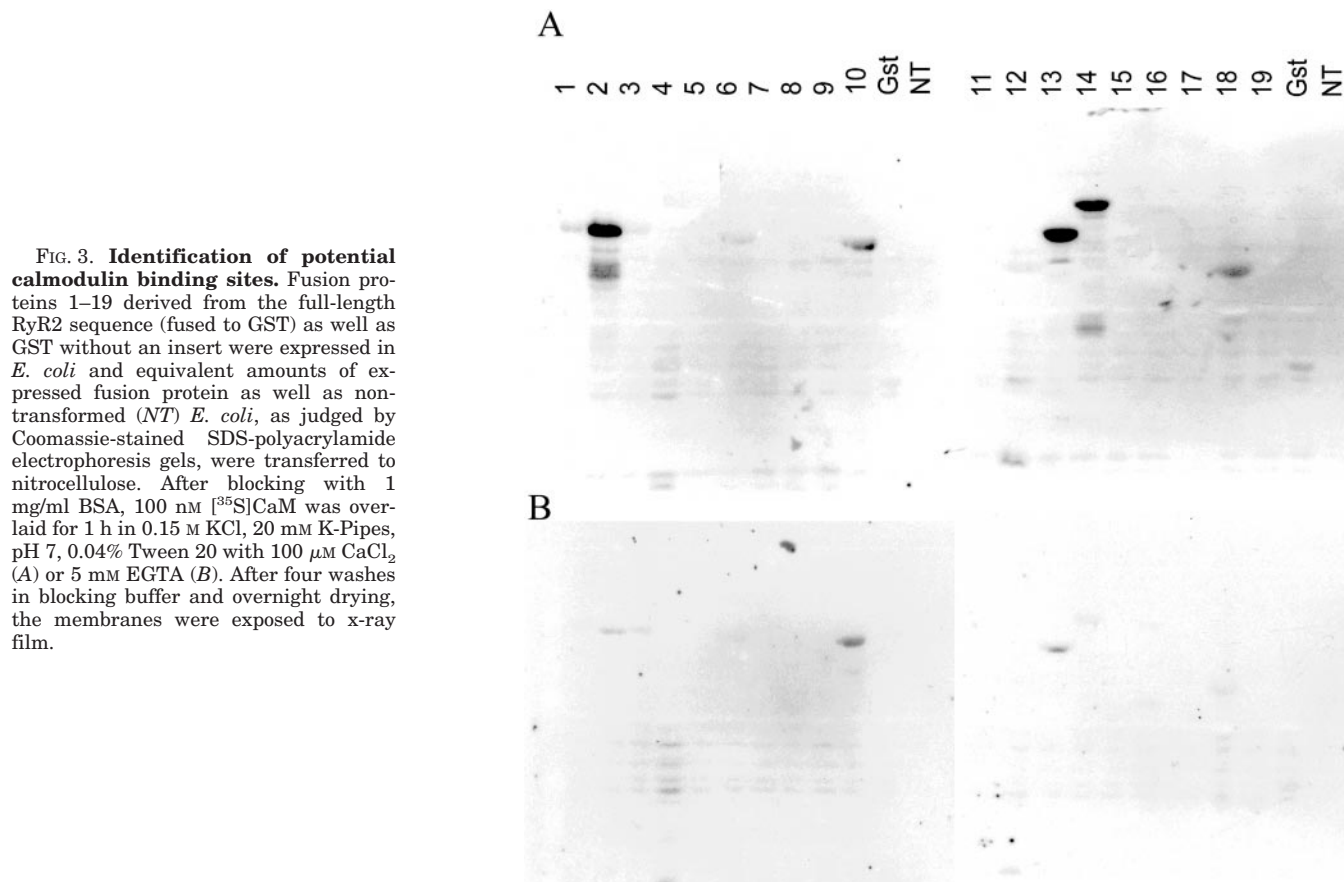 FIG. 3. Identification of potential
calmodulin binding sites. Fusion pro-
teins 1–19 derived from the full-length
RyR2 sequence (fused to GST) as well as
GST without an insert were expressed in
E. coli and equivalent amounts of ex-
pressed fusion protein as well as non-
transformed (NT) E. coli, as judged by
Coomassie-stained SDS-polyacrylamide
electrophoresis gels, were transferred to
nitrocellulose. After blocking with 1
mg/ml BSA, 100 nM [³⁵S]CaM was over-
laid for 1 h in 0.15 M KCl, 20 mM K-Pipes,
pH 7, 0.04% Tween 20 with 100 μM CaCl₂
(A) or 5 mM EGTA (B). After four washes
in blocking buffer and overnight drying,
the membranes were exposed to x-ray
film.
A
1 2 3 4 5 6 7 8 9 10 Gst NT
11 12 13 14 15 16 17 18 19 Gst NT
B